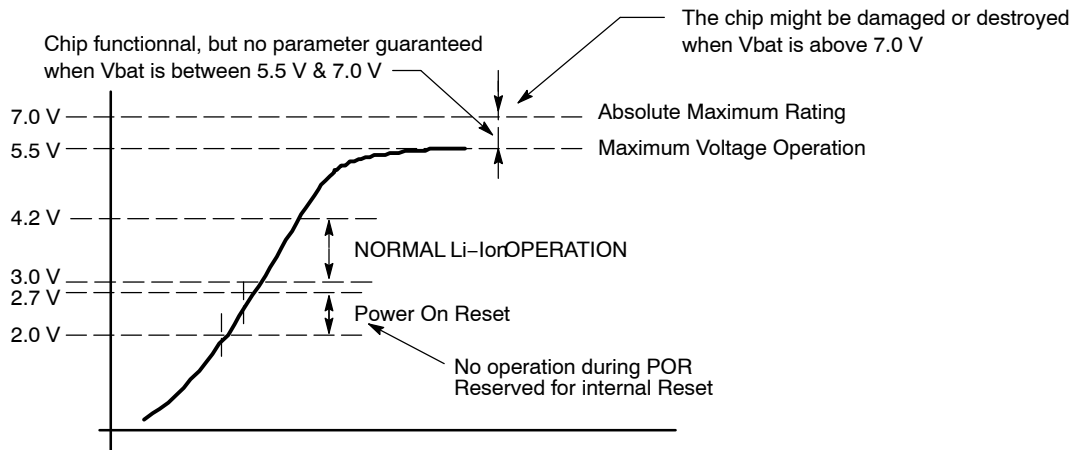 The chip might be damaged or destroyed
when Vbat is above 7.0 V
Chip functionnal, but no parameter guaranteed
when Vbat is between 5.5 V & 7.0 V
7.0 V
Absolute Maximum Rating
5.5 V
Maximum Voltage Operation
4.2 V
NORMAL Li–IonOPERATION
3.0 V
2.7 V
Power On Reset
2.0 V
No operation during POR
Reserved for internal Reset